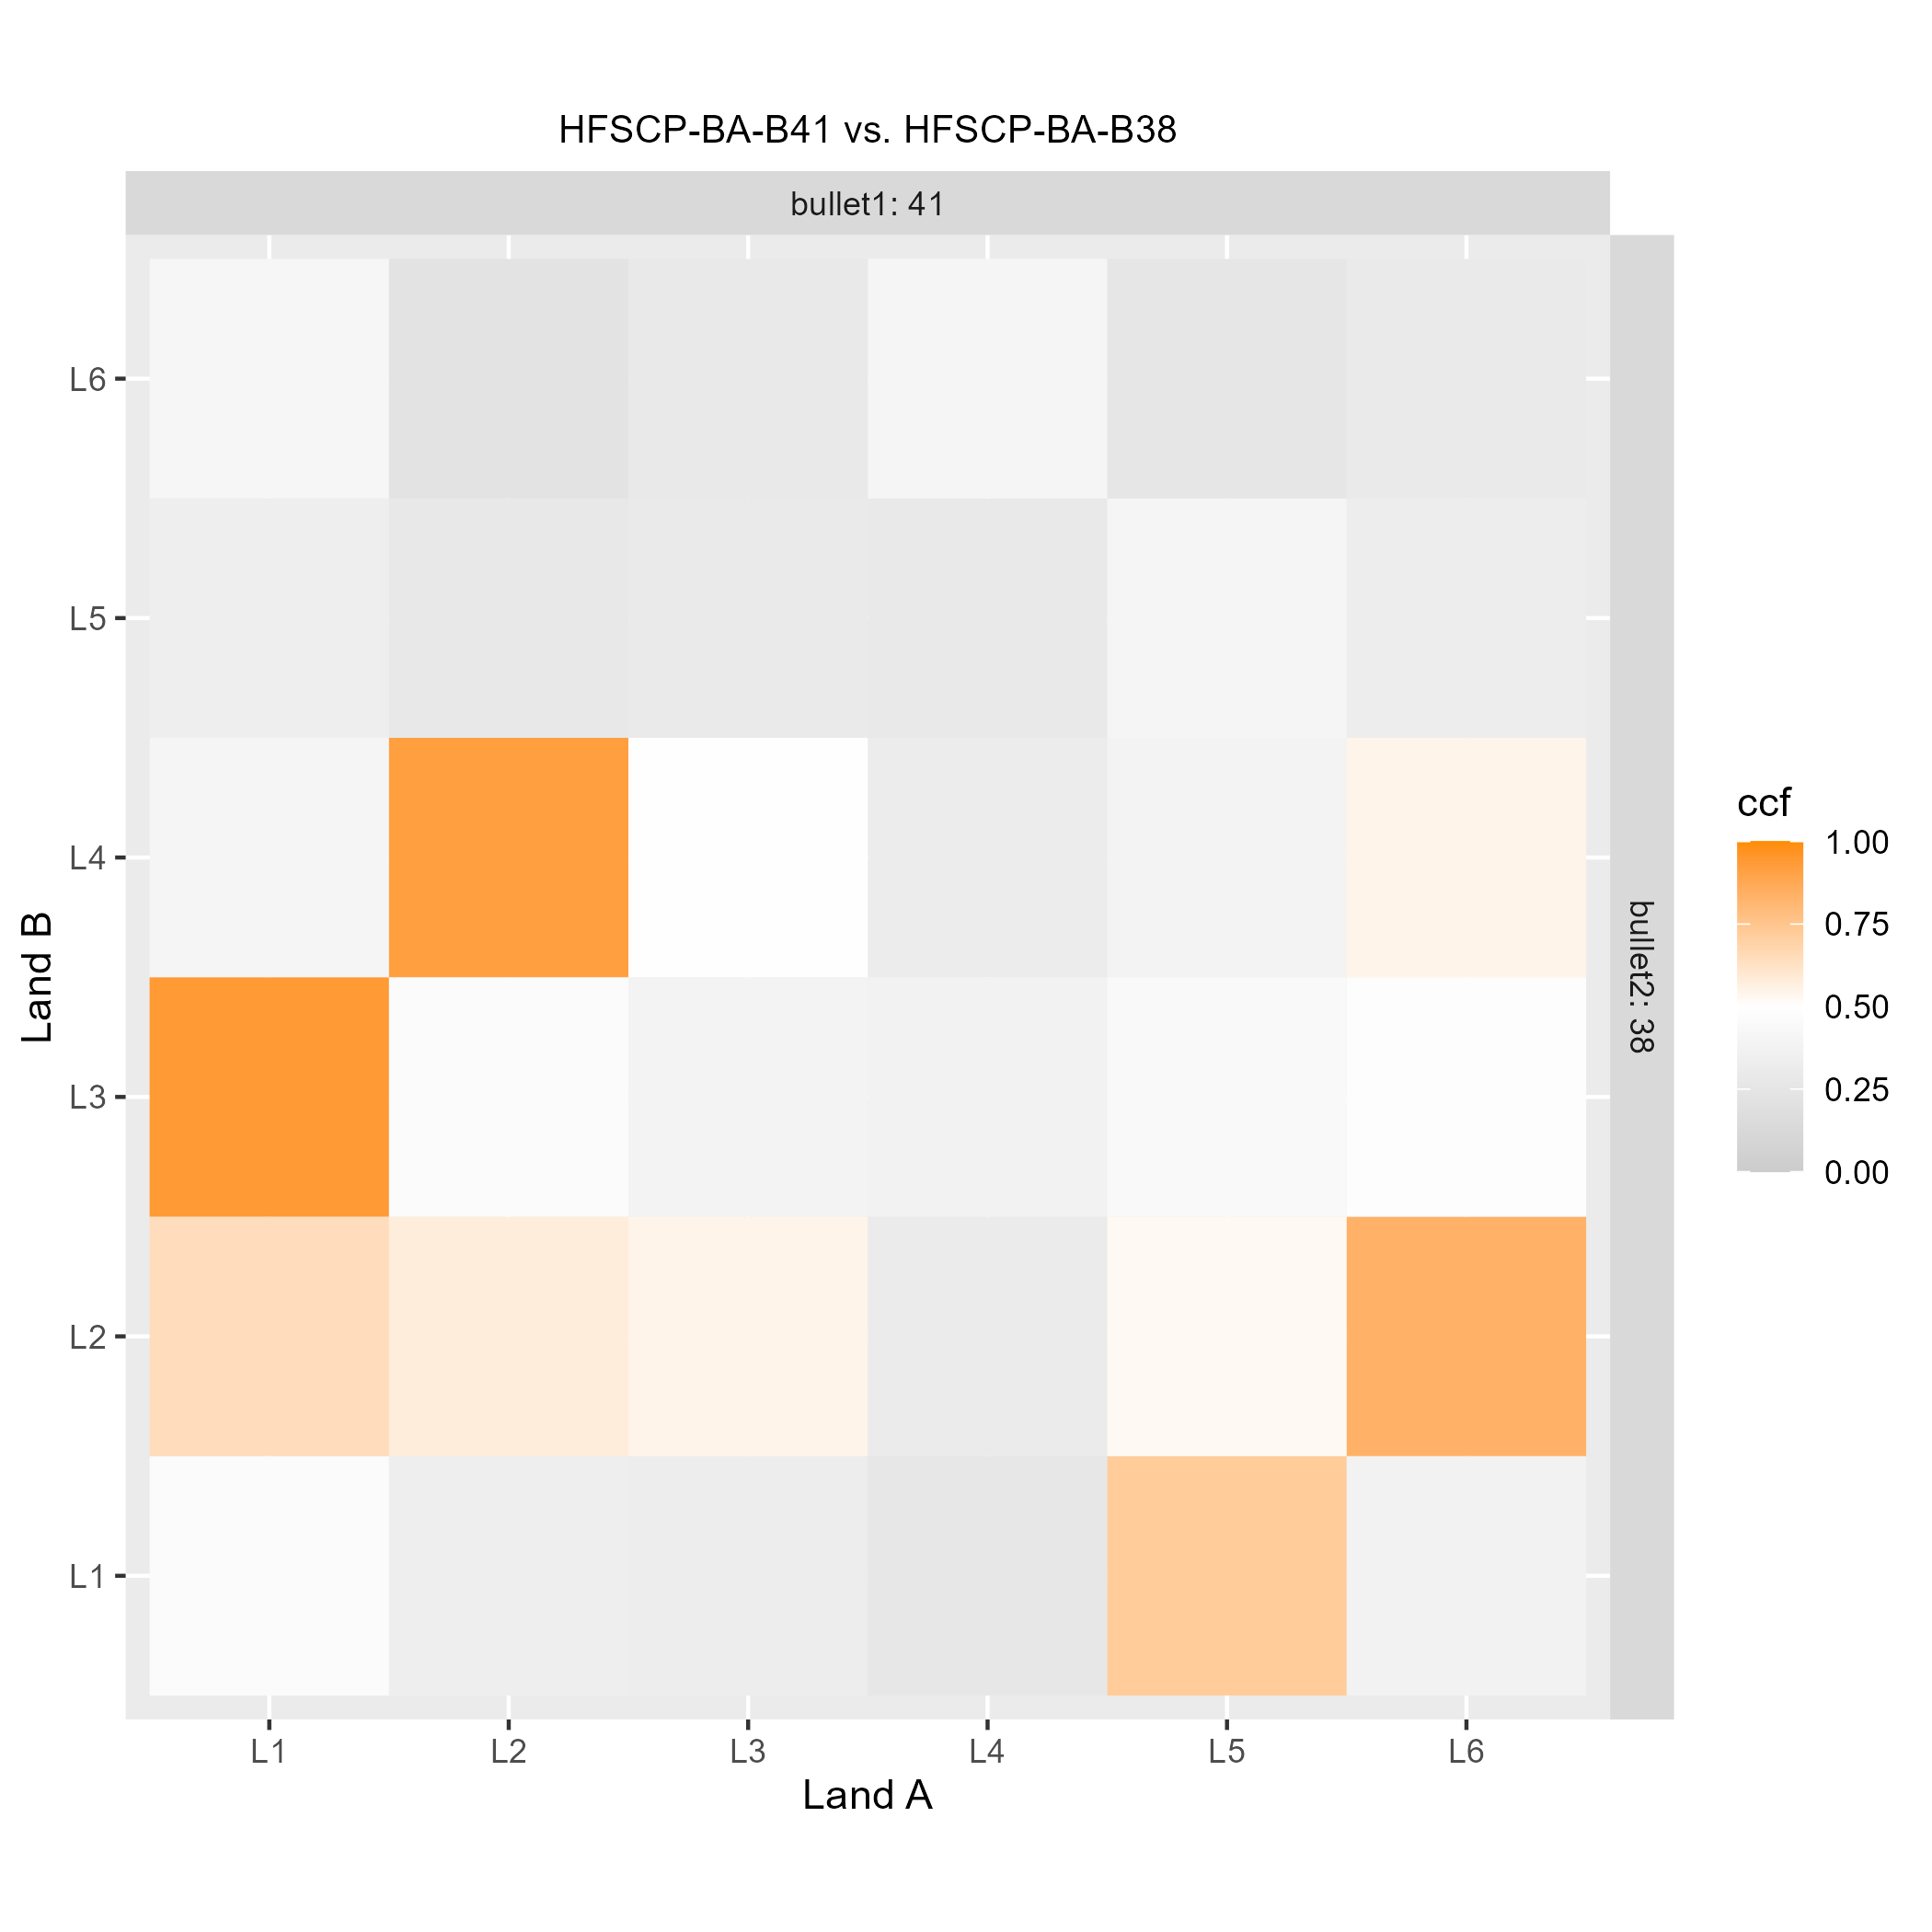 HFSCP-BA-B41 vs. HFSCP-BA-B38
bullet1: 41
L6
L5
L4
L3
L2
L1
Land B
L1 L2 L3 L4 L5 L6
Land A
bullet2: 38
ccf
1.00
0.75
0.50
0.25
0.00